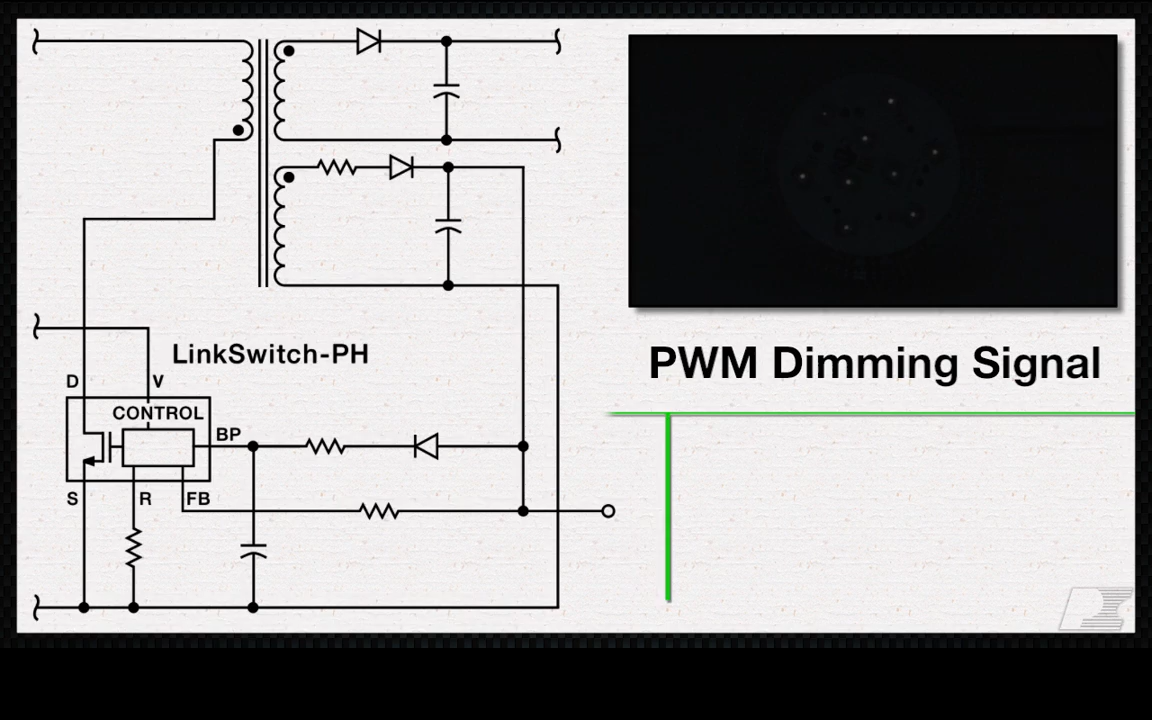 PWM Dimming Signal
LinkSwitch-PH
D
V
CONTROL
BP
S
R
FB